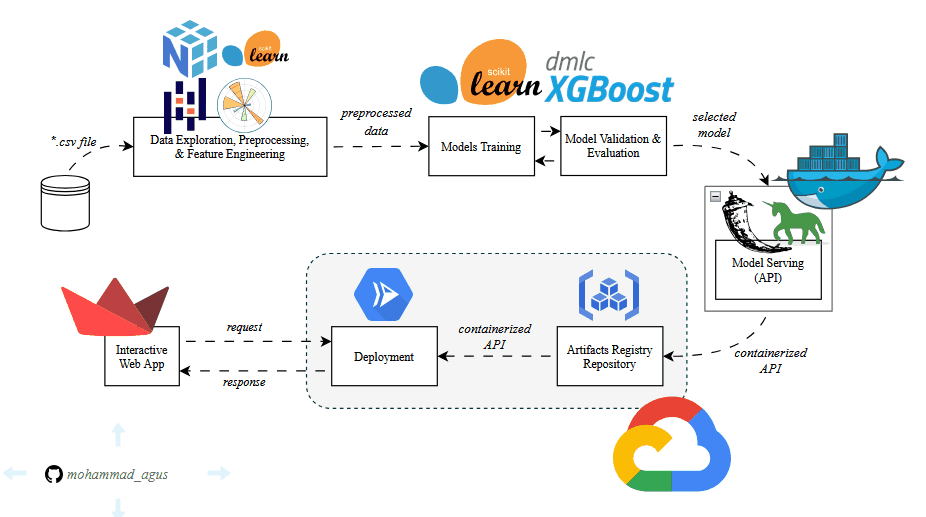 scikit
learn
scikit
learn
dmlc
XGBoost
*.csv file
Data Exploration, Preprocessing,
& Feature Engineering
preprocessed
data
Models Training
Model Validation &
Evaluation
selected
model
Model Serving
(API)
containerized
API
Artifacts Registry
Repository
containerized
API
Deployment
request
response
Interactive
Web App
mohammad_agus